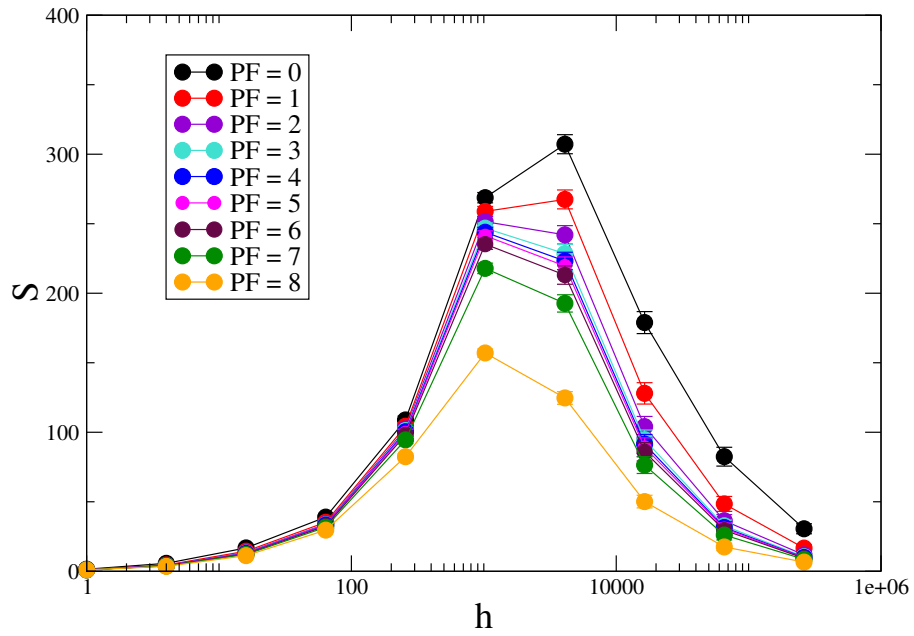 400
300
200
100
0
S
PF = 0
PF = 1
PF = 2
PF = 3
PF = 4
PF = 5
PF = 6
PF = 7
PF = 8
1 100 10000 1e+06
h